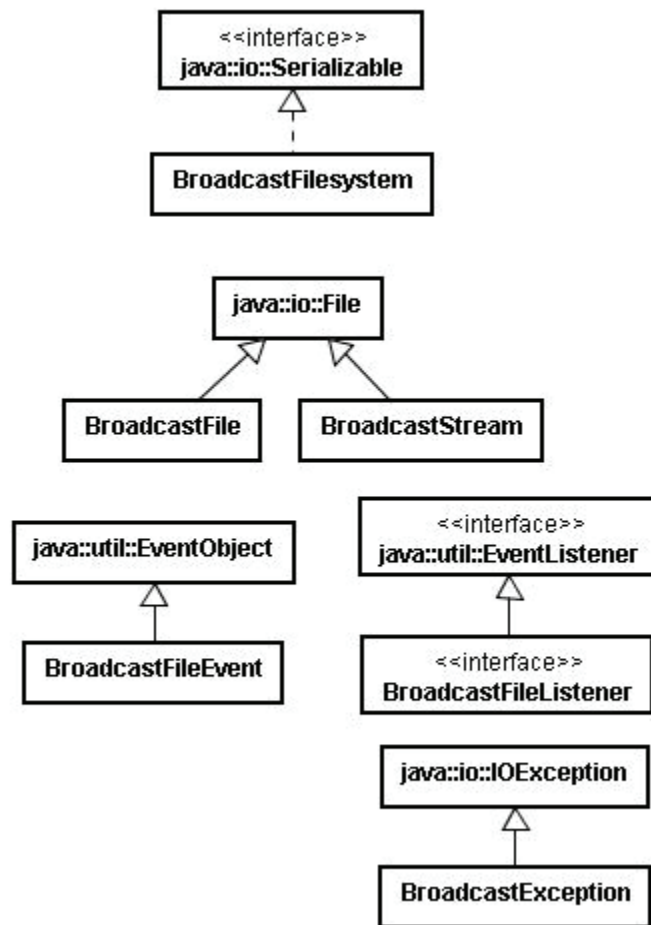 <<interface>>
java::io::Serializable
BroadcastFilesystem
java::io::File
BroadcastFile
BroadcastStream
java::util::EventObject
BroadcastFileEvent
<<interface>>
java::util::EventListener
<<interface>>
BroadcastFileListener
java::io::IOException
BroadcastException